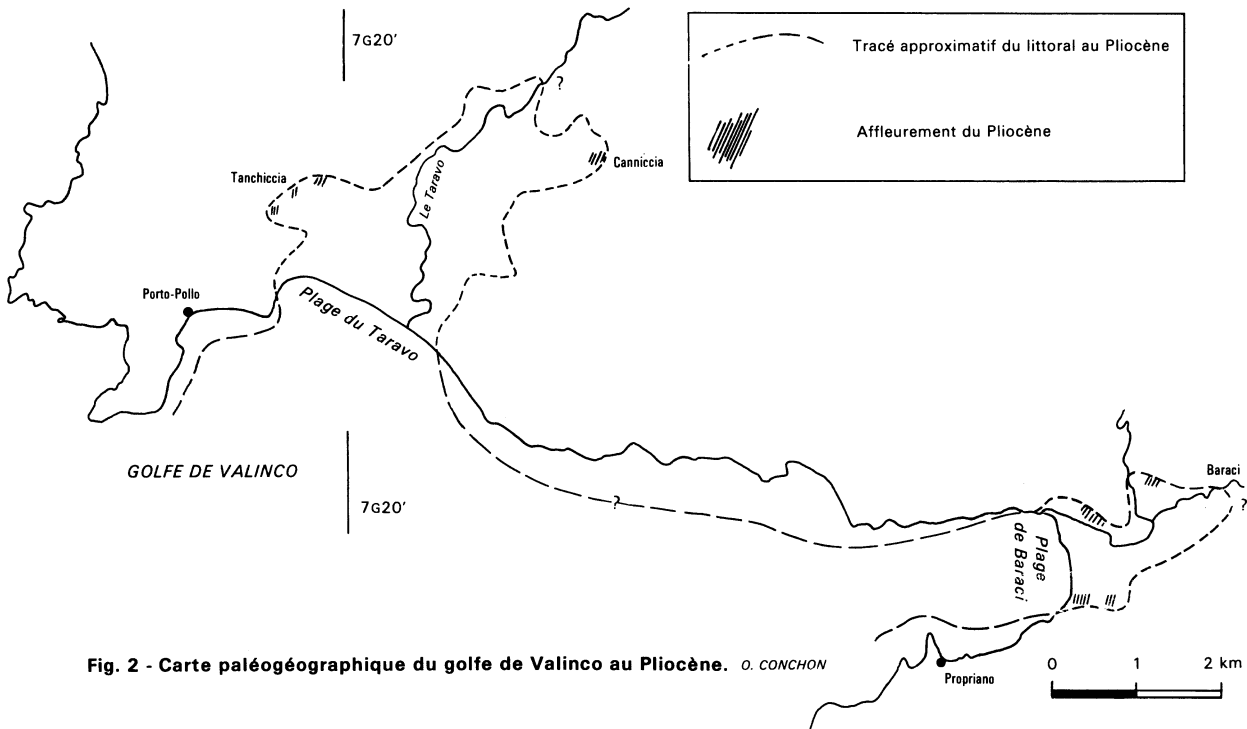 7G20'
Tracé approximatif du littoral au Pliocène
Affleurement du Pliocène
?
Canniccia
Tanchiccia
Le Taravo
Porto-Pollo
Plage du Taravo
GOLFE DE VALINCO
7G20'
?
Baraci
?
Plage
de Baraci
Fig. 2 - Carte paléogéographique du golfe de Valinco au Pliocène. O. CONCHON
Propriano
0 1 2 km